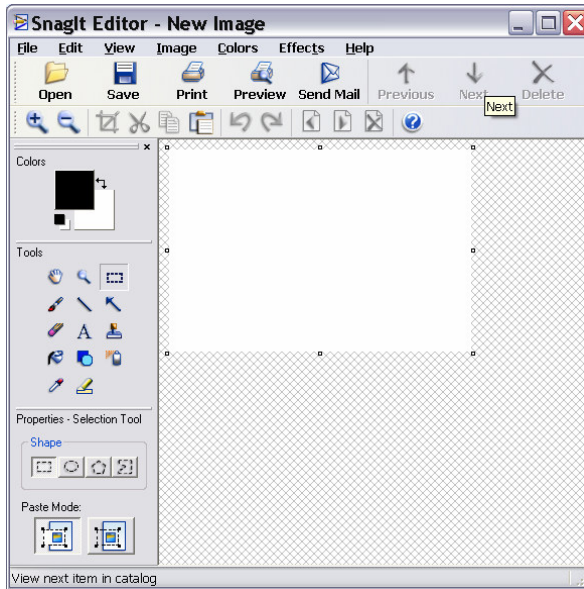 SnagIt Editor - New Image
File Edit View Image Colors Effects Help
Open Save Print Preview Send Mail Previous Next Delete
Next
Colors
Tools
A
Properties - Selection Tool
Shape
Paste Mode:
View next item in catalog